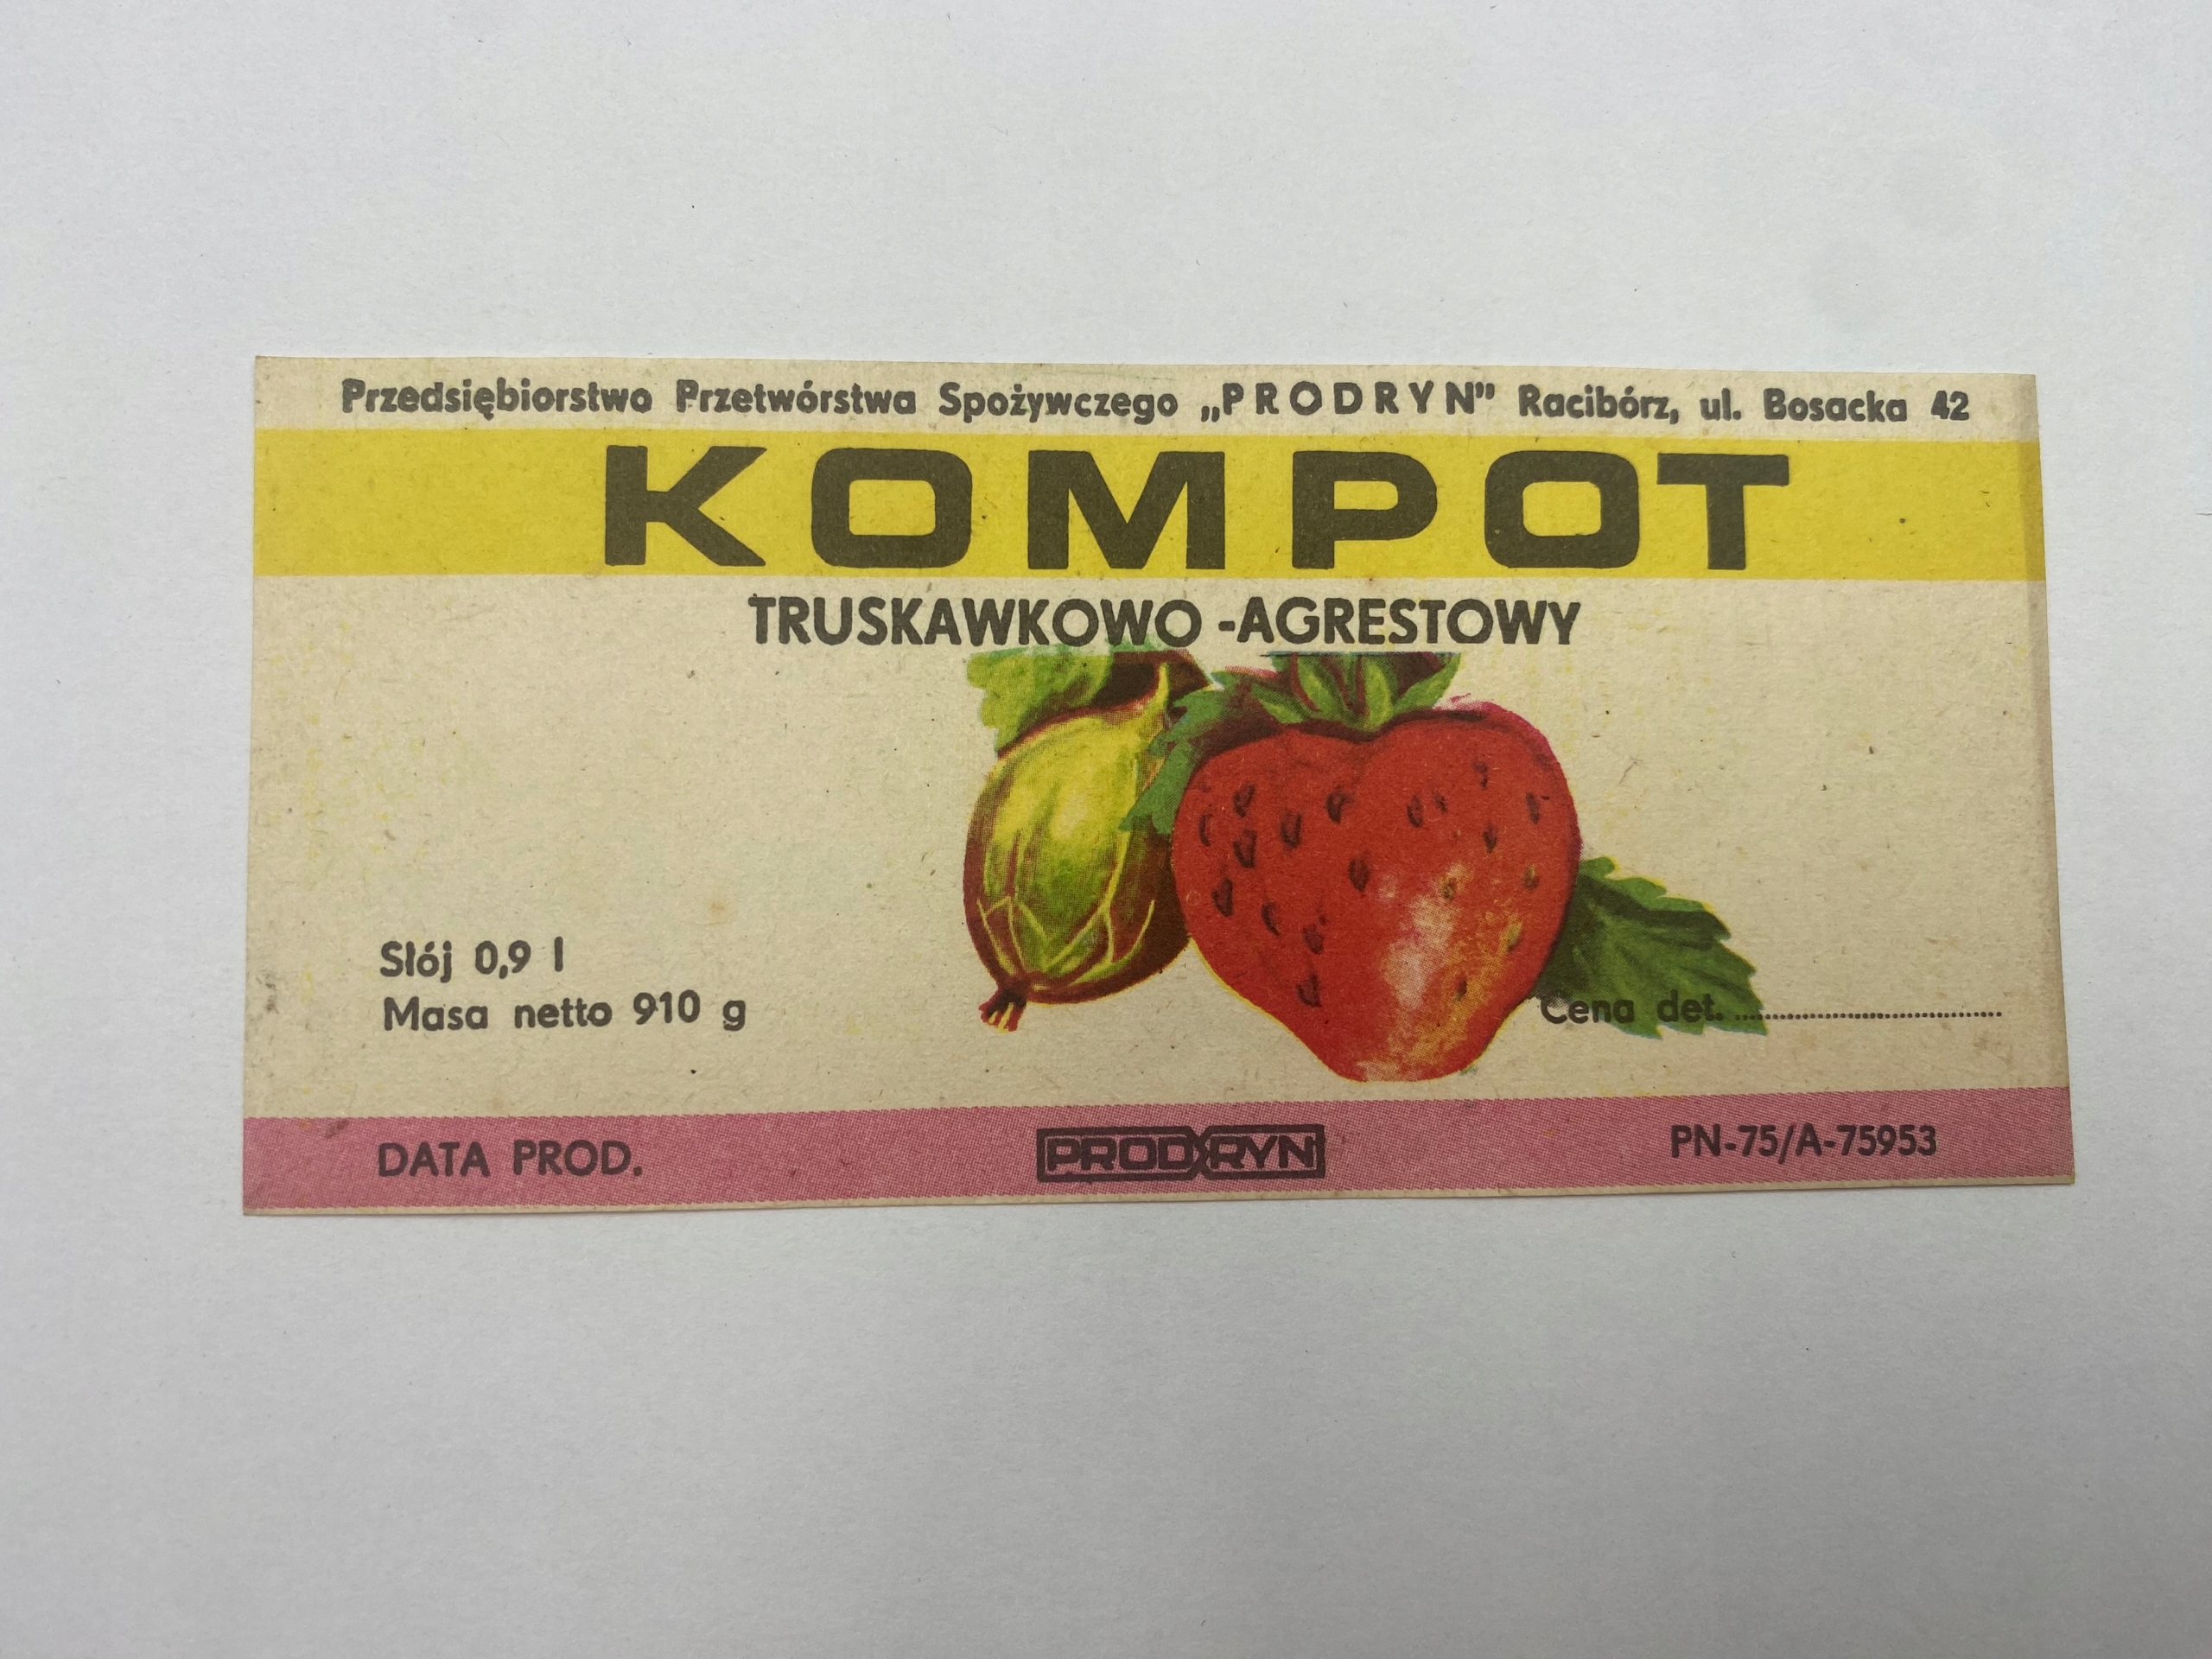 Przedsiębiorstwo Przetwórstwa Spożywczego „PRODRYN” Racibórz, ul. Bosacka 42
KOMPOT
TRUSKAWKOWO -AGRESTOWY
Słój 0,9 l
Masa netto 910 g
Cena det. ........................................
DATA PROD.
PRODRYN
PN-75/A-75953